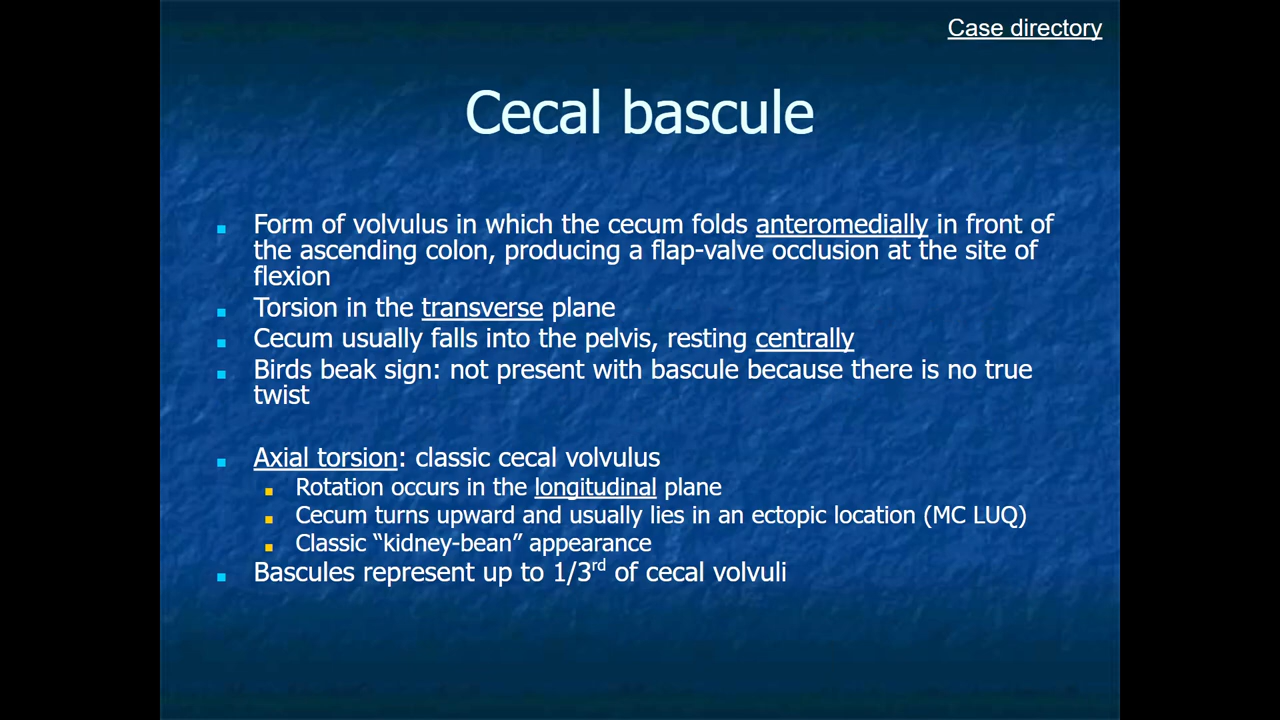 Case directory
Cecal bascule
Form of volvulus in which the cecum folds anteromedially in front of
the ascending colon, producing a flap-valve occlusion at the site of
flexion
Torsion in the transverse plane
Cecum usually falls into the pelvis, resting centrally
Birds beak sign: not present with bascule because there is no true
twist
Axial torsion: classic cecal volvulus
Rotation occurs in the longitudinal plane
Cecum turns upward and usually lies in an ectopic location (MC LUQ)
Classic “kidney-bean” appearance
Bascules represent up to 1/3rd of cecal volvuli